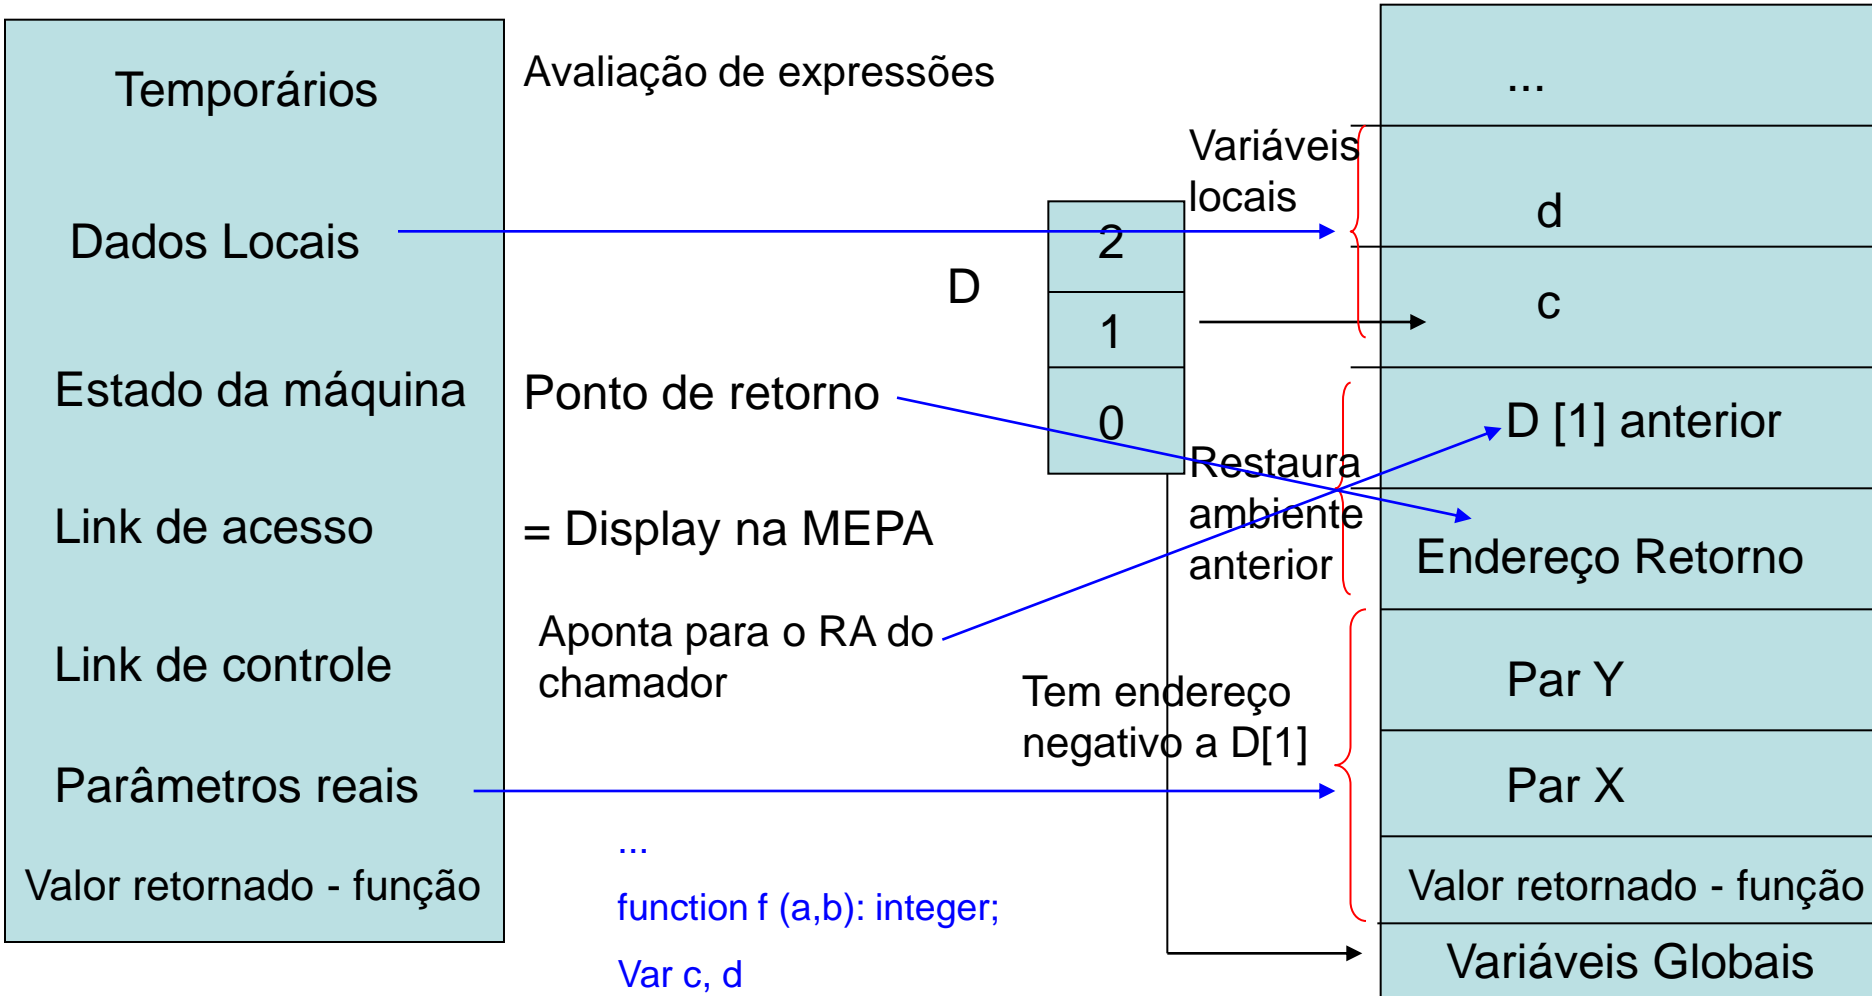 Temporários
Dados Locais
Estado da máquina
Link de acesso
Link de controle
Parâmetros reais
Valor retornado - função
Avaliação de expressões
Ponto de retorno
= Display na MEPA
Aponta para o RA do
chamador
...
function f (a,b): integer;
Var c, d
D
2
1
0
Variáveis
locais
Restaura
ambiente
anterior
Tem endereço
negativo a D[1]
...
d
c
D [1] anterior
Endereço Retorno
Par Y
Par X
Valor retornado - função
Variáveis Globais